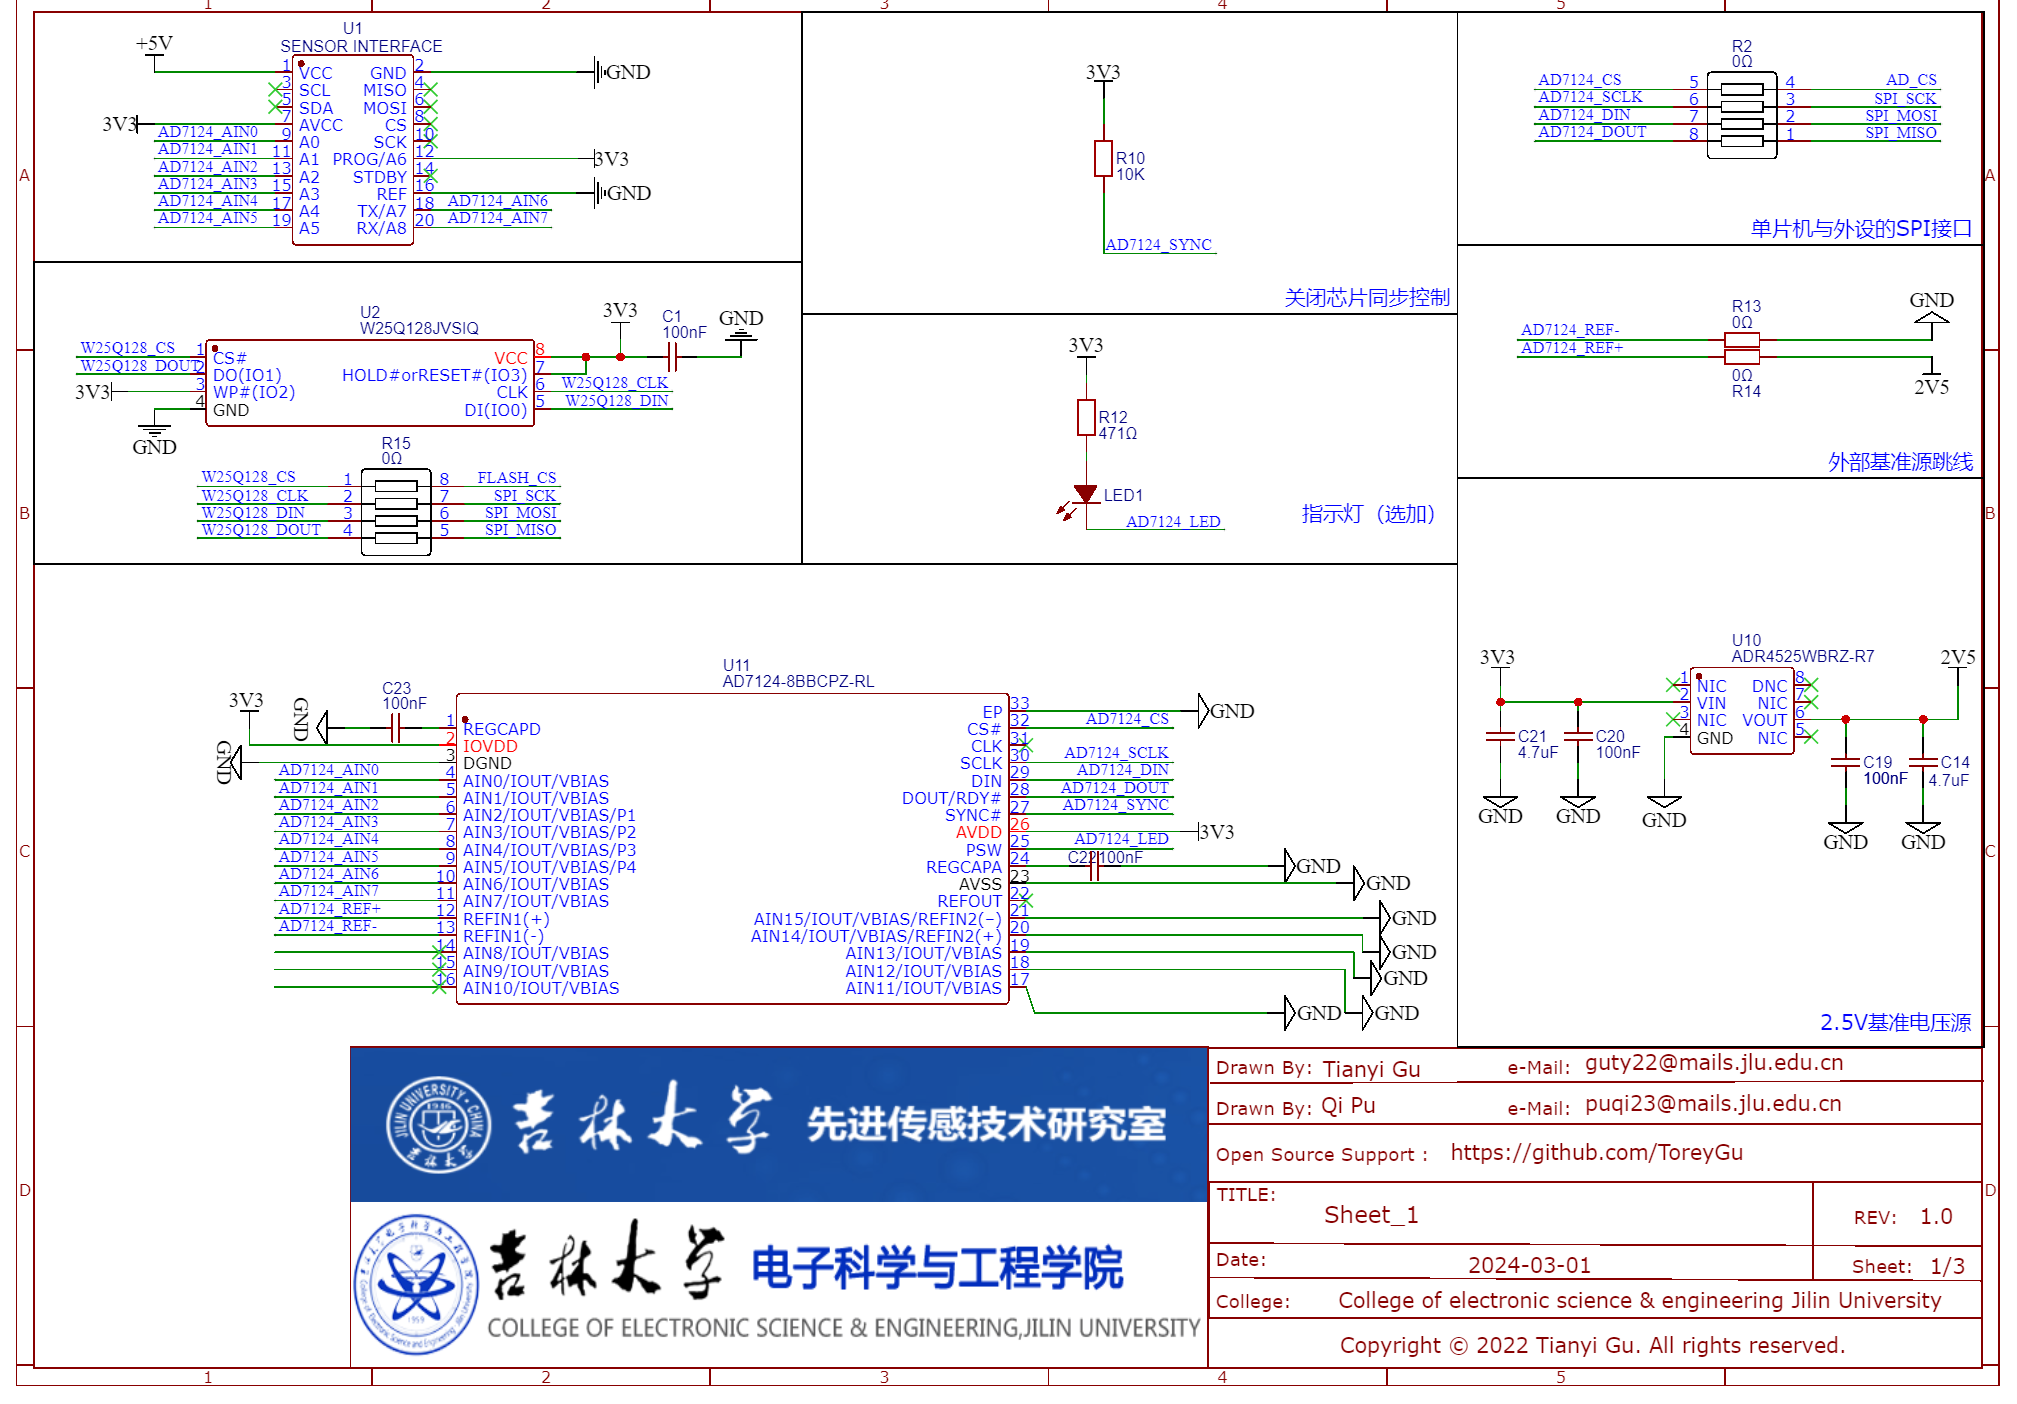 1 2 3 4 5
A
B
C
D
U1
SENSOR INTERFACE
+5V
1 VCC GND 2 GND
3 SCL MISO 4
5 SDA MOSI 6
3V3 7 AVCC CS 8
AD7124_AIN0 9 A0 SCK 10
AD7124_AIN1 11 A1 PROG/A6 12 3V3
AD7124_AIN2 13 A2 STDBY 14
AD7124_AIN3 15 A3 REF 16 GND
AD7124_AIN4 17 A4 TX/A7 18 AD7124_AIN6
AD7124_AIN5 19 A5 RX/A8 20 AD7124_AIN7
3V3
R10
10K
AD7124_SYNC
关闭芯片同步控制
R2
0Ω
AD7124_CS 5 4 AD_CS
AD7124_SCLK 6 3 SPI_SCK
AD7124_DIN 7 2 SPI_MOSI
AD7124_DOUT 8 1 SPI_MISO
单片机与外设的SPI接口
U2
W25Q128JVSIQ
3V3
C1
100nF
GND
W25Q128_CS 1 CS# VCC 8
W25Q128_DOUT 2 DO(IO1) HOLD#orRESET#(IO3) 7
3V3 3 WP#(IO2) CLK 6 W25Q128_CLK
4 GND DI(IO0) 5 W25Q128_DIN
GND
R15
0Ω
W25Q128_CS 1 8 FLASH_CS
W25Q128_CLK 2 7 SPI_SCK
W25Q128_DIN 3 6 SPI_MOSI
W25Q128_DOUT 4 5 SPI_MISO
3V3
R12
471Ω
LED1
AD7124_LED
指示灯（选加）
R13
0Ω
GND
AD7124_REF-
AD7124_REF+
0Ω
R14
2V5
外部基准源跳线
U10
ADR4525WBRZ-R7
3V3
2V5
1 NIC DNC 8
2 VIN NIC 7
3 NIC VOUT 6
4 GND NIC 5
C21
4.7uF
C20
100nF
C19
100nF
C14
4.7uF
GND
GND
GND
GND
GND
2.5V基准电压源
U11
AD7124-8BBCPZ-RL
3V3
GND
C23
100nF
GND
1 REGCAPD EP 33 GND
2 IOVDD CS# 32 AD7124_CS
3 DGND CLK 31
AD7124_AIN0 4 AIN0/IOUT/VBIAS SCLK 30 AD7124_SCLK
AD7124_AIN1 5 AIN1/IOUT/VBIAS DIN 29 AD7124_DIN
AD7124_AIN2 6 AIN2/IOUT/VBIAS/P1 DOUT/RDY# 28 AD7124_DOUT
AD7124_AIN3 7 AIN3/IOUT/VBIAS/P2 SYNC# 27 AD7124_SYNC
AD7124_AIN4 8 AIN4/IOUT/VBIAS/P3 AVDD 26 3V3
AD7124_AIN5 9 AIN5/IOUT/VBIAS/P4 PSW 25 AD7124_LED
AD7124_AIN6 10 AIN6/IOUT/VBIAS REGCAPA 24 C22 100nF GND
AD7124_AIN7 11 AIN7/IOUT/VBIAS AVSS 23 GND
AD7124_REF+ 12 REFIN1(+) REFOUT 22
AD7124_REF- 13 REFIN1(-) AIN15/IOUT/VBIAS/REFIN2(−) 21 GND
14 AIN8/IOUT/VBIAS AIN14/IOUT/VBIAS/REFIN2(+) 20 GND
15 AIN9/IOUT/VBIAS AIN13/IOUT/VBIAS 19 GND
16 AIN10/IOUT/VBIAS AIN12/IOUT/VBIAS 18 GND
AIN11/IOUT/VBIAS 17 GND
JILIN UNIVERSITY·CHINA
1946
吉林大学
吉林大学 先进传感技术研究室
1959
吉林大学 电子科学与工程学院
COLLEGE OF ELECTRONIC SCIENCE & ENGINEERING,JILIN UNIVERSITY
Drawn By: Tianyi Gu e-Mail: guty22@mails.jlu.edu.cn
Drawn By: Qi Pu e-Mail: puqi23@mails.jlu.edu.cn
Open Source Support : https://github.com/ToreyGu
TITLE:
Sheet_1
REV: 1.0
Date: 2024-03-01
Sheet: 1/3
College: College of electronic science & engineering Jilin University
Copyright © 2022 Tianyi Gu. All rights reserved.
A
B
C
D
1 2 3 4 5